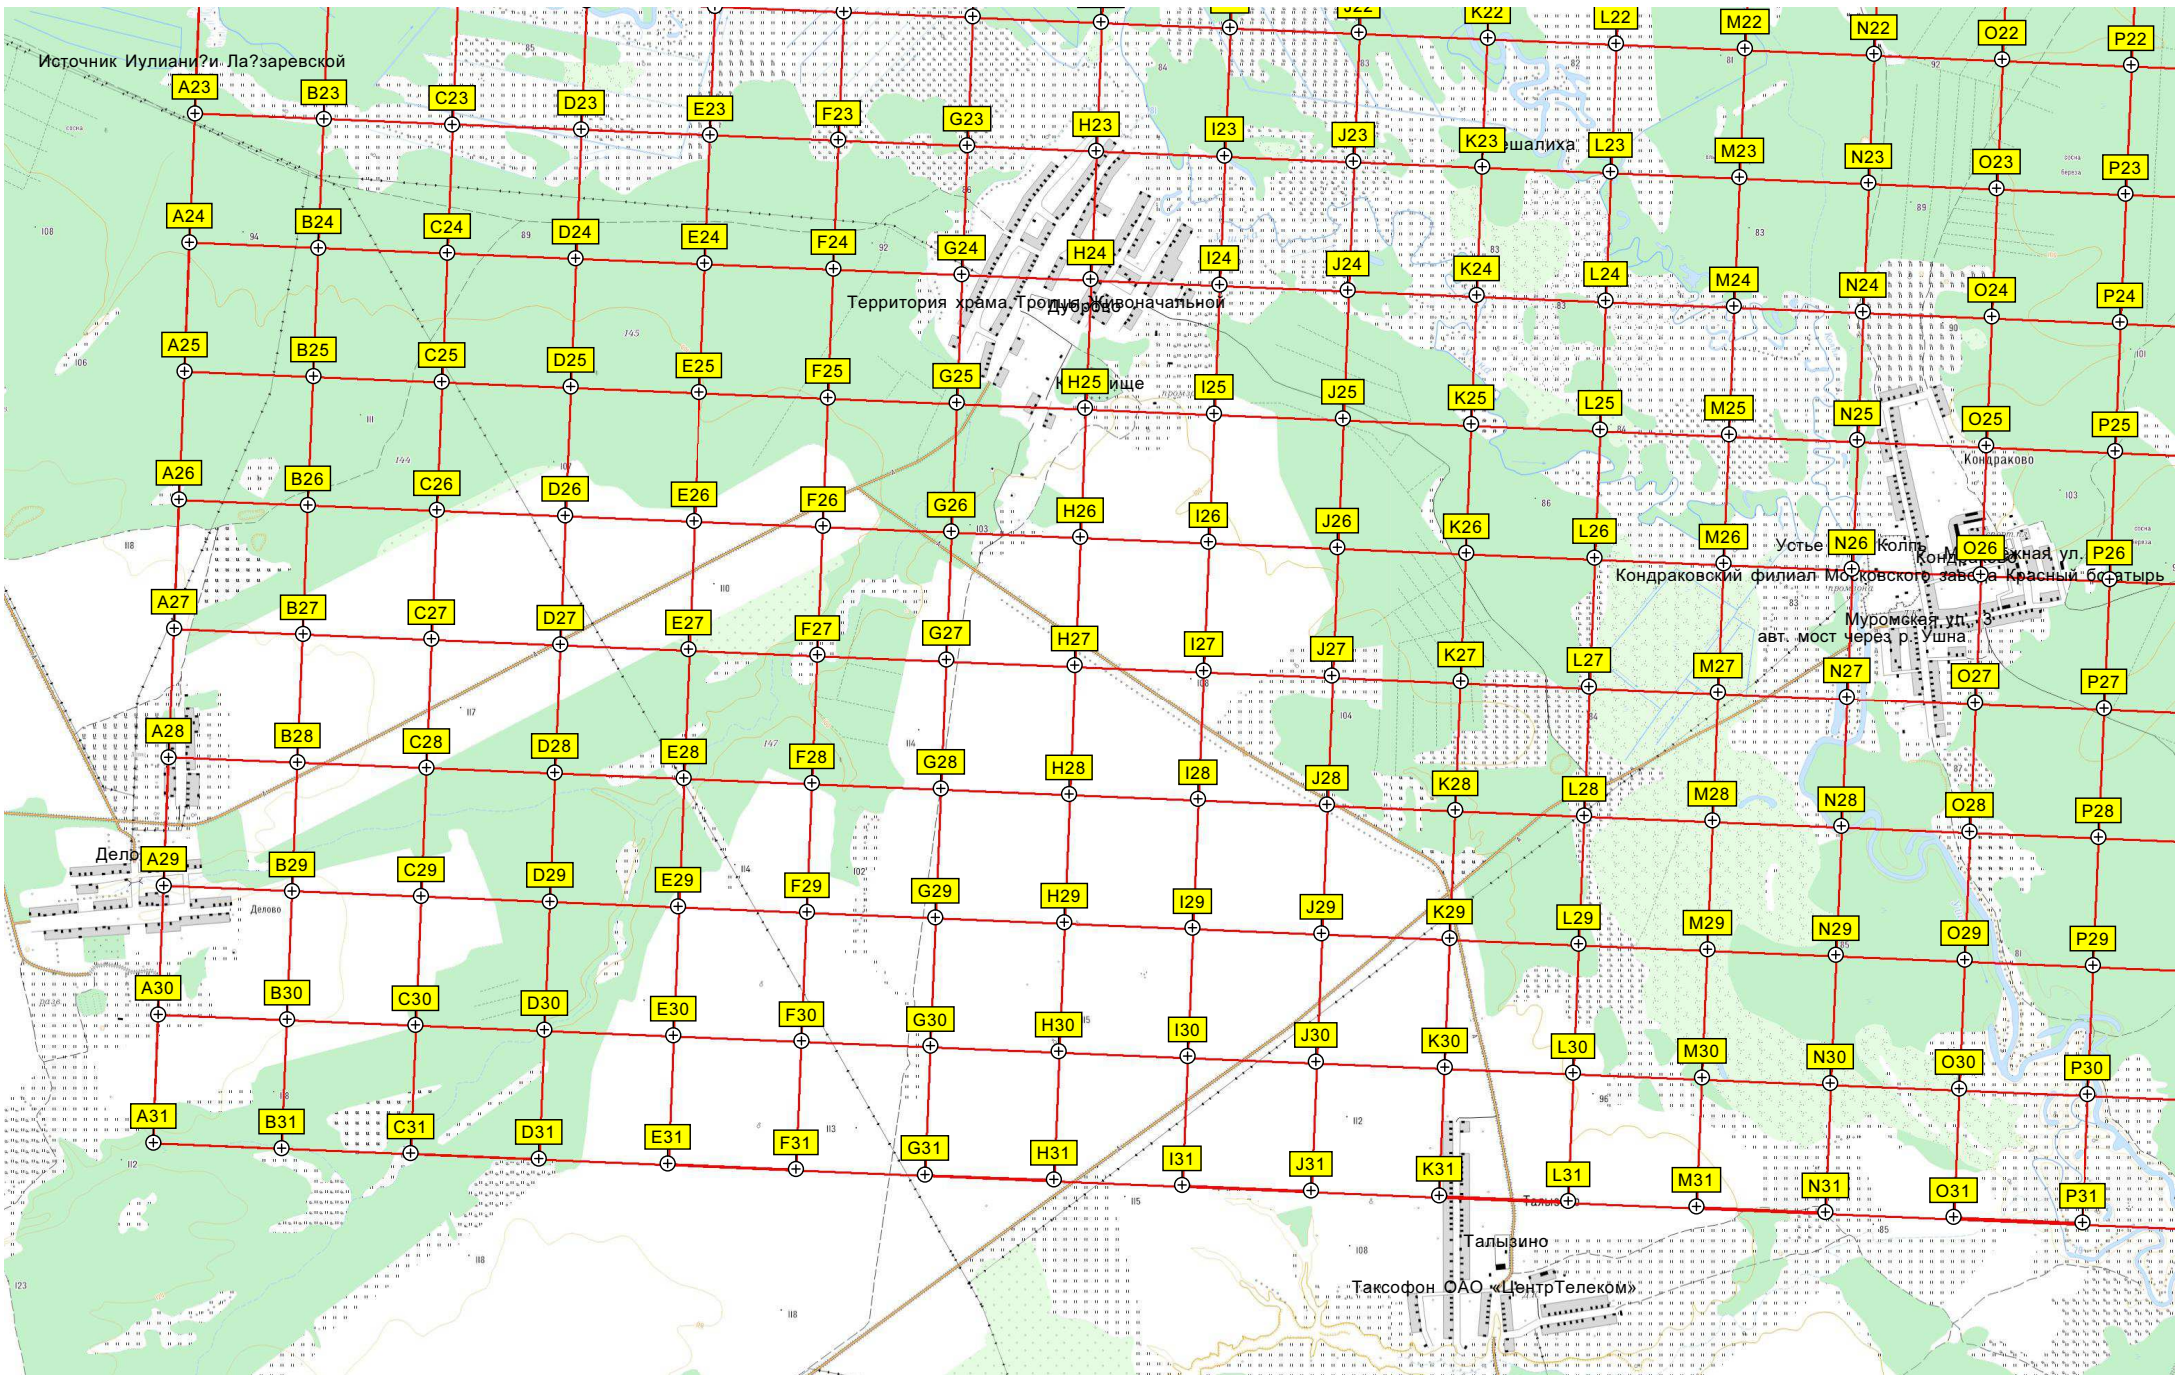 J22
K22
L22
M22
N22
O22
P22
Источник Иулиани?и Ла?заревской
A23
B23
C23
D23
E23
F23
G23
H23
I23
J23
K23
ешалиха
L23
M23
N23
O23
P23
A24
B24
C24
D24
E24
F24
G24
H24
I24
J24
K24
L24
M24
N24
O24
P24
Территория храма Троицы Живоначальной
Дуброво
A25
B25
C25
D25
E25
F25
G25
H25
ище
I25
J25
K25
L25
M25
N25
O25
P25
Кондраково
A26
B26
C26
D26
E26
F26
G26
H26
I26
J26
K26
L26
M26
N26
O26
P26
Устье
Колпь
жная ул.
Кондраковский филиал Московского завода Красный богатырь
промзона
Муромская ул., 3
авт. мост через р. Ушна
A27
B27
C27
D27
E27
F27
G27
H27
I27
J27
K27
L27
M27
N27
O27
P27
A28
B28
C28
D28
E28
F28
G28
H28
I28
J28
K28
L28
M28
N28
O28
P28
Дело
A29
B29
C29
D29
E29
F29
G29
H29
I29
J29
K29
L29
M29
N29
O29
P29
Делово
A30
B30
C30
D30
E30
F30
G30
H30
I30
J30
K30
L30
M30
N30
O30
P30
A31
B31
C31
D31
E31
F31
G31
H31
I31
J31
K31
L31
M31
N31
O31
P31
Талызино
Таксофон ОАО «ЦентрТелеком»